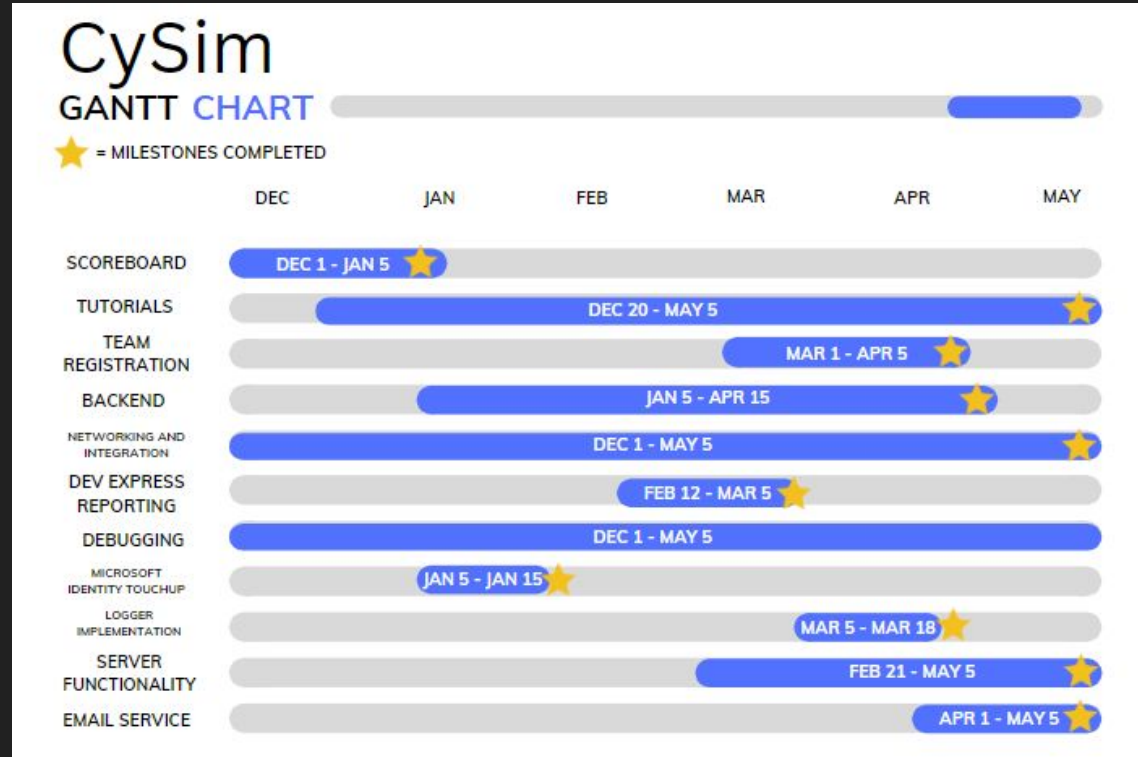 CySim
GANTT CHART
= MILESTONES COMPLETED
DEC JAN FEB MAR APR MAY
SCOREBOARD DEC 1 - JAN 5
TUTORIALS DEC 20 - MAY 5
TEAM
REGISTRATION MAR 1 - APR 5
BACKEND JAN 5 - APR 15
NETWORKING AND
INTEGRATION DEC 1 - MAY 5
DEV EXPRESS
REPORTING FEB 12 - MAR 5
DEBUGGING DEC 1 - MAY 5
MICROSOFT
IDENTITY TOUCHUP JAN 5 - JAN 15
LOGGER
IMPLEMENTATION MAR 5 - MAR 18
SERVER
FUNCTIONALITY FEB 21 - MAY 5
EMAIL SERVICE APR 1 - MAY 5